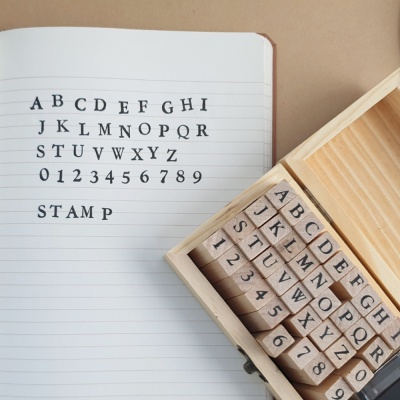 A B C D E F G H I
J K L M N O P Q R
S T U V W X Y Z
0 1 2 3 4 5 6 7 8 9
S T A M P
A B C D E F G H I
J K L M N O P Q R
S T U V W X Y Z
1 2 3 4 5 6 7 8 9 0